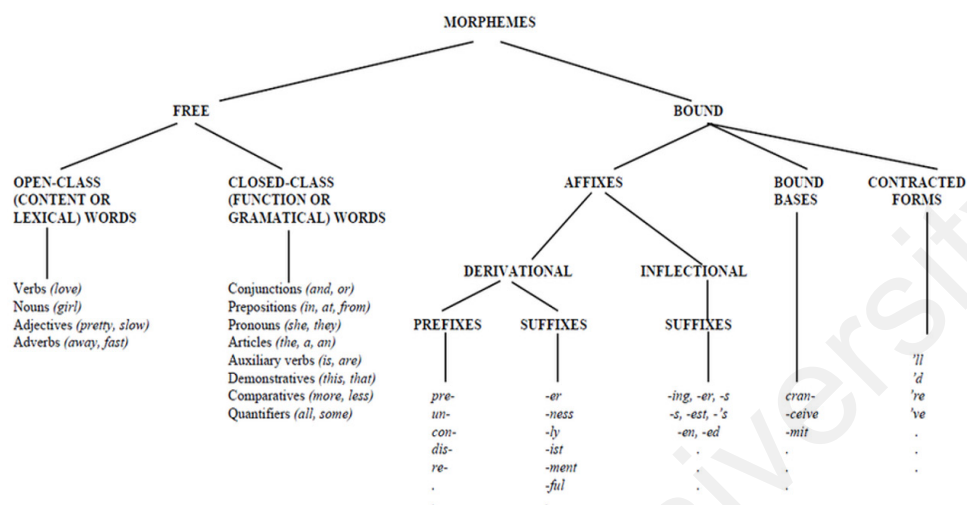 MORPHEMES
FREE
BOUND
OPEN-CLASS
(CONTENT OR
LEXICAL) WORDS
CLOSED-CLASS
(FUNCTION OR
GRAMATICAL) WORDS
AFFIXES
BOUND
BASES
CONTRACTED
FORMS
Verbs (love)
Nouns (girl)
Adjectives (pretty, slow)
Adverbs (away, fast)
Conjunctions (and, or)
Prepositions (in, at, from)
Pronouns (she, they)
Articles (the, a, an)
Auxiliary verbs (is, are)
Demonstratives (this, that)
Comparatives (more, less)
Quantifiers (all, some)
DERIVATIONAL
INFLECTIONAL
PREFIXES
SUFFIXES
SUFFIXES
pre-
un-
con-
dis-
re-
.
-er
-ness
-ly
-ist
-ment
-ful
.
-ing, -er, -s
-s, -est, -'s
-en, -ed
.
.
.
cran-
-ceive
-mit
.
.
.
'll
'd
're
've
.
.
.